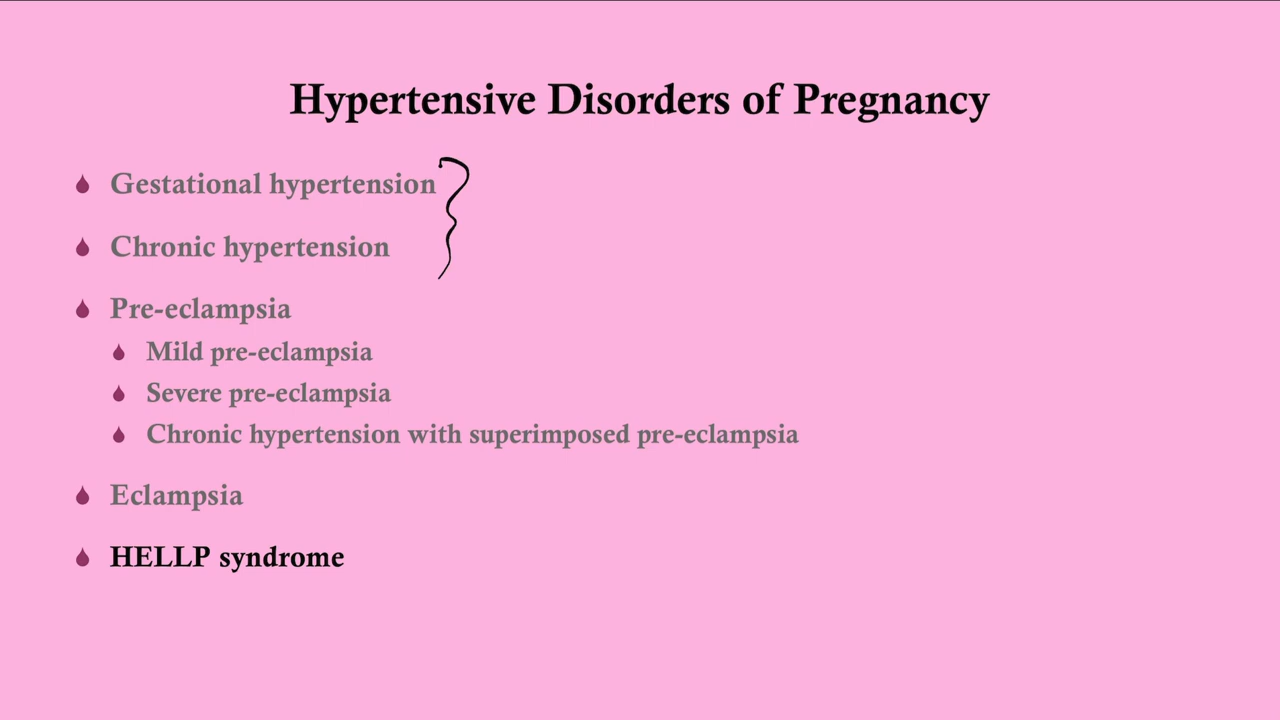 Hypertensive Disorders of Pregnancy
Gestational hypertension
Chronic hypertension
Pre-eclampsia
Mild pre-eclampsia
Severe pre-eclampsia
Chronic hypertension with superimposed pre-eclampsia
Eclampsia
HELLP syndrome